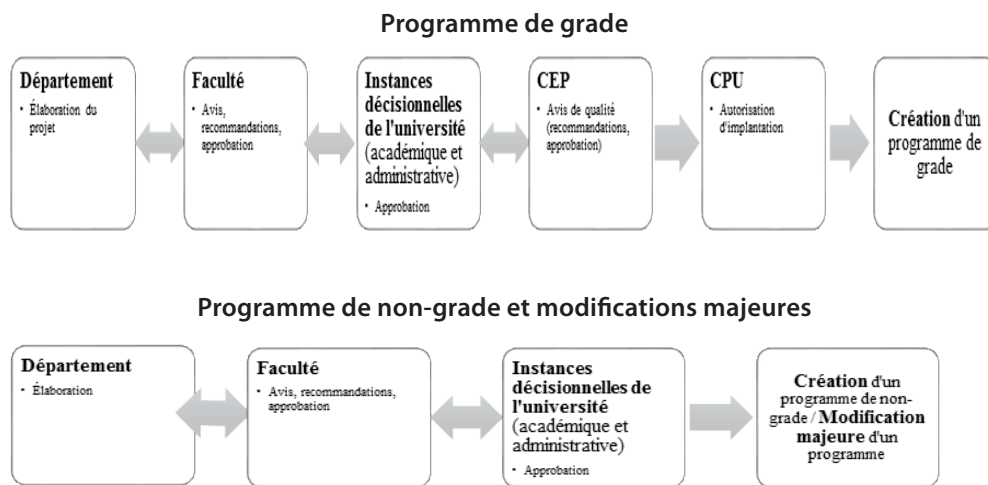 Programme de grade
Département
• Élaboration du
projet
Faculté
• Avis,
recommandations,
approbation
Instances
décisionnelles
de l'université
(académique et
administrative)
• Approbation
CEP
• Avis de qualité
(recommandations,
approbation)
CPU
• Autorisation
d'implantation
Création d'un
programme de
grade
Programme de non-grade et modifications majeures
Département
• Élaboration
Faculté
• Avis, recommandations,
approbation
Instances
décisionnelles de
l'université
(académique et
administrative)
• Approbation
Création d'un
programme de non-
grade / Modification
majeure d'un
programme